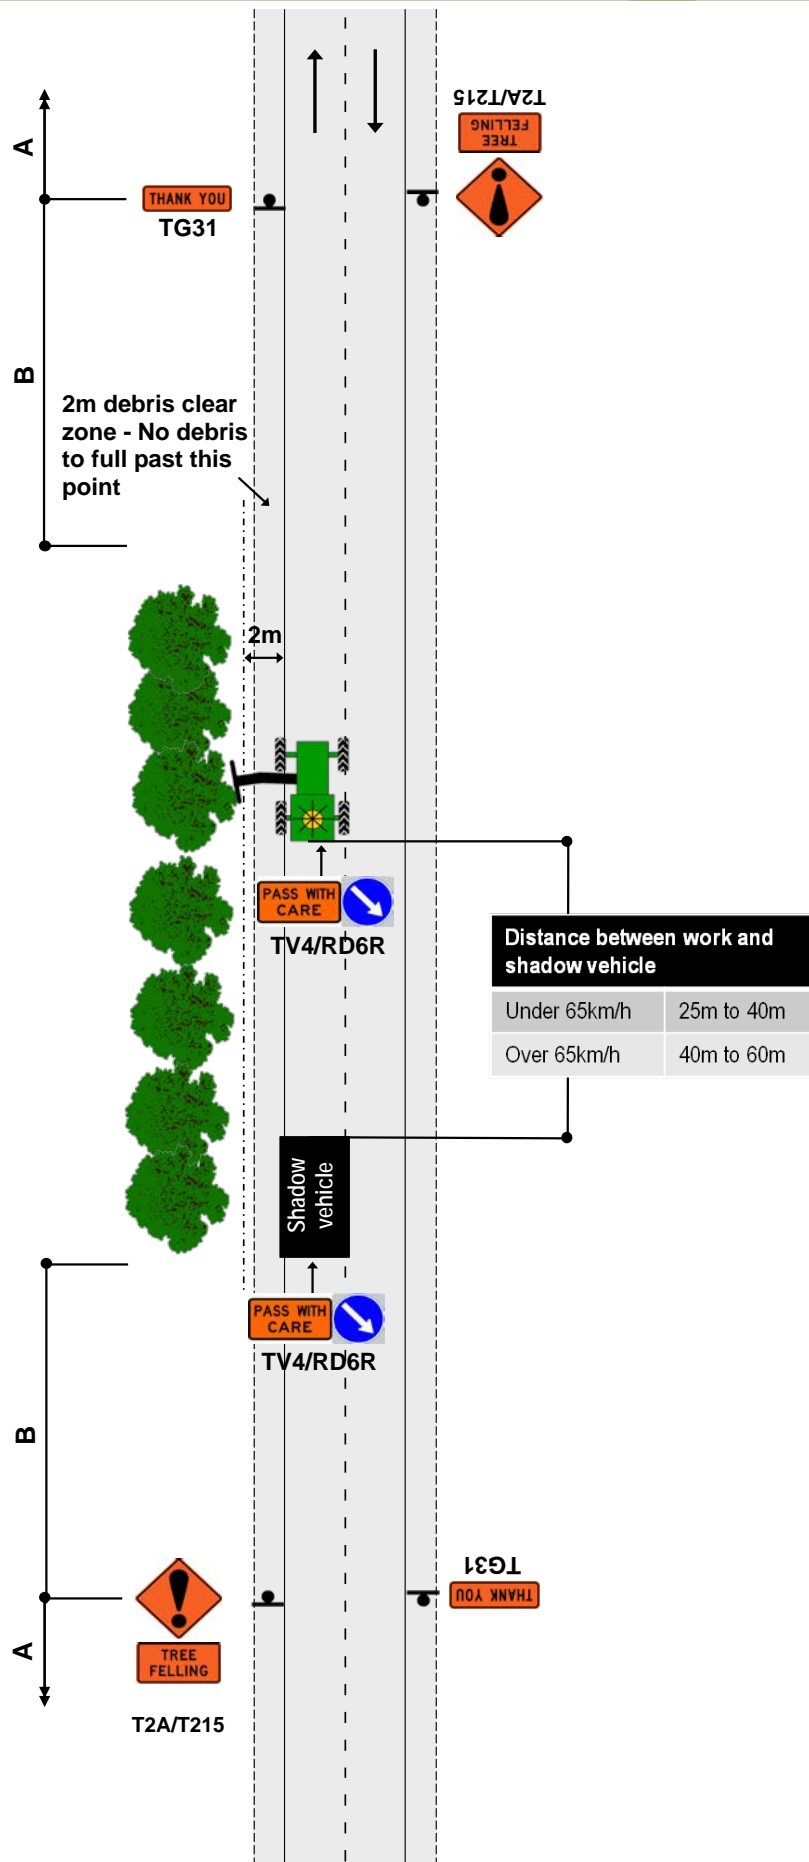 T2A/T215
TREE
FELLING
A
THANK YOU
TG31
B
2m debris clear
zone - No debris
to full past this
point
2m
PASS WITH
CARE
TV4/RD6R
Distance between work and
shadow vehicle
Under 65km/h 25m to 40m
Over 65km/h 40m to 60m
Shadow
vehicle
PASS WITH
CARE
TV4/RD6R
B
TG31
THANK YOU
A
TREE
FELLING
T2A/T215